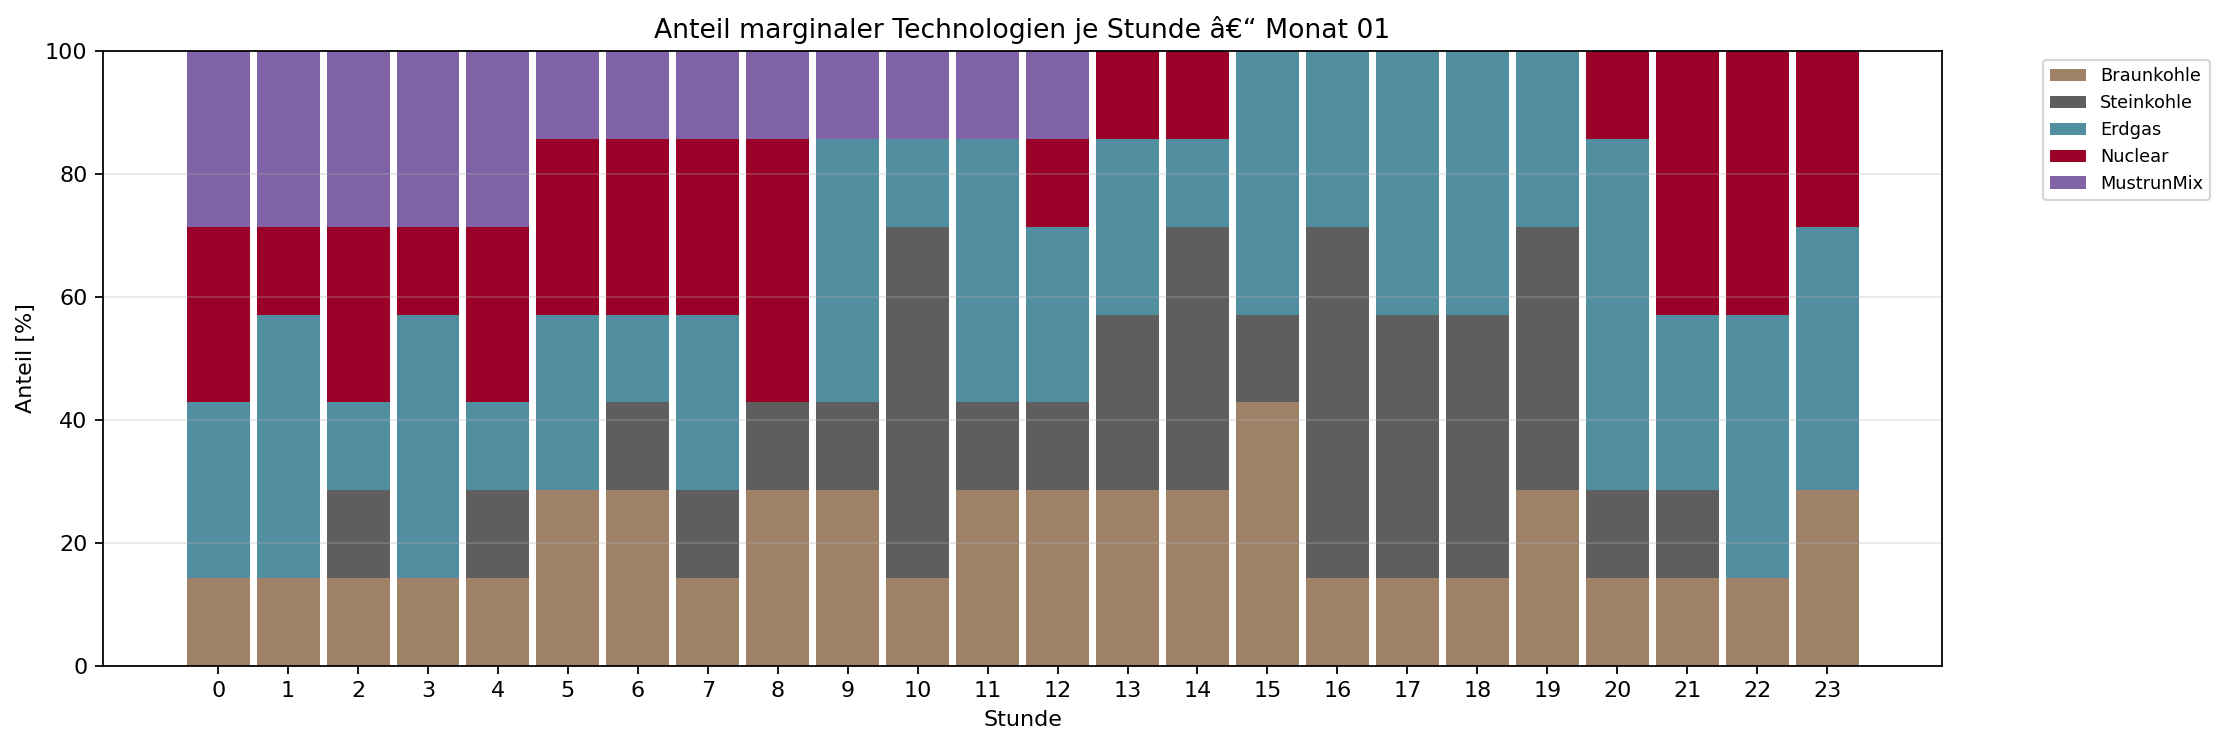 Anteil marginaler Technologien je Stunde â€“ Monat 01
100
80
60
40
20
0
Anteil [%]
0 1 2 3 4 5 6 7 8 9 10 11 12 13 14 15 16 17 18 19 20 21 22 23
Stunde
Braunkohle
Steinkohle
Erdgas
Nuclear
MustrunMix